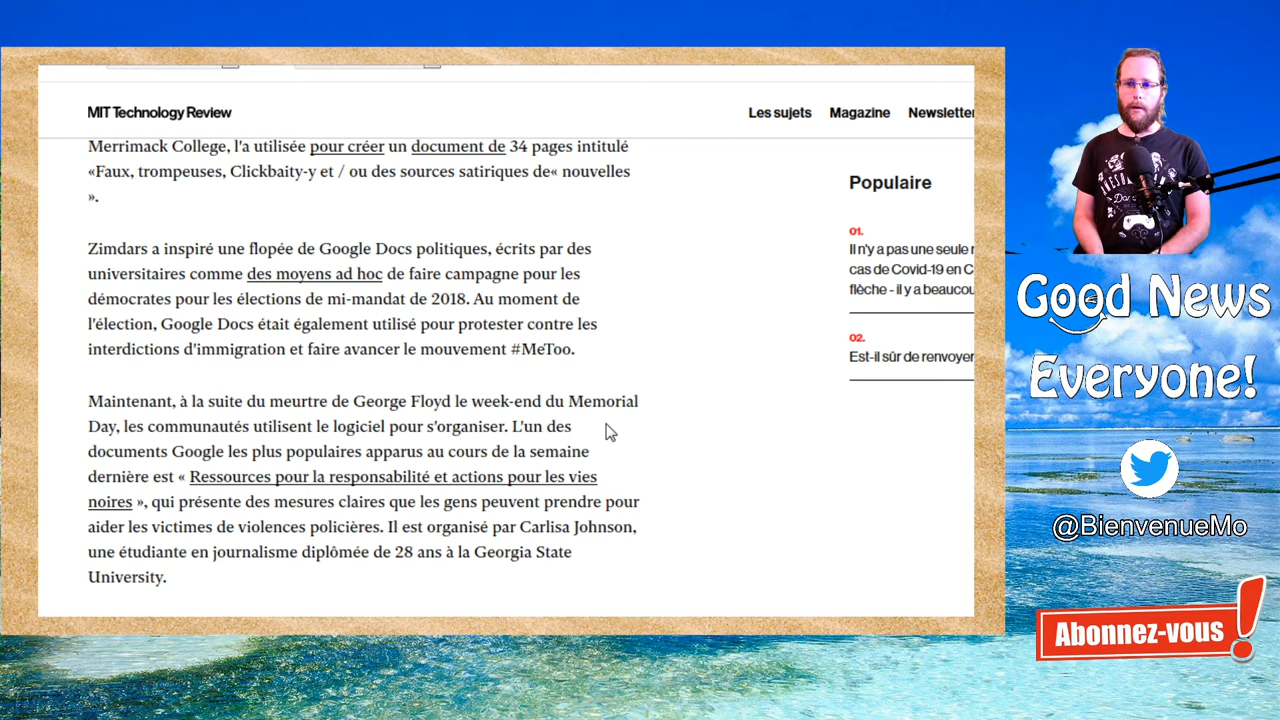 MIT Technology Review
Les sujets Magazine Newsletter
Merrimack College, l'a utilisée pour créer un document de 34 pages intitulé
«Faux, trompeuses, Clickbaity-y et / ou des sources satiriques de« nouvelles
».
Zimdars a inspiré une flopée de Google Docs politiques, écrits par des
universitaires comme des moyens ad hoc de faire campagne pour les
démocrates pour les élections de mi-mandat de 2018. Au moment de
l'élection, Google Docs était également utilisé pour protester contre les
interdictions d'immigration et faire avancer le mouvement #MeToo.
Maintenant, à la suite du meurtre de George Floyd le week-end du Memorial
Day, les communautés utilisent le logiciel pour s'organiser. L'un des
documents Google les plus populaires apparus au cours de la semaine
dernière est « Ressources pour la responsabilité et actions pour les vies
noires », qui présente des mesures claires que les gens peuvent prendre pour
aider les victimes de violences policières. Il est organisé par Carlisa Johnson,
une étudiante en journalisme diplômée de 28 ans à la Georgia State
University.
Populaire
01.
Il n'y a pas une seule
cas de Covid-19 en C
flèche - il y a beaucou
02.
Est-il sûr de renvoyer
AWESOME
Good News
Everyone!
@BienvenueMo
Abonnez-vous !